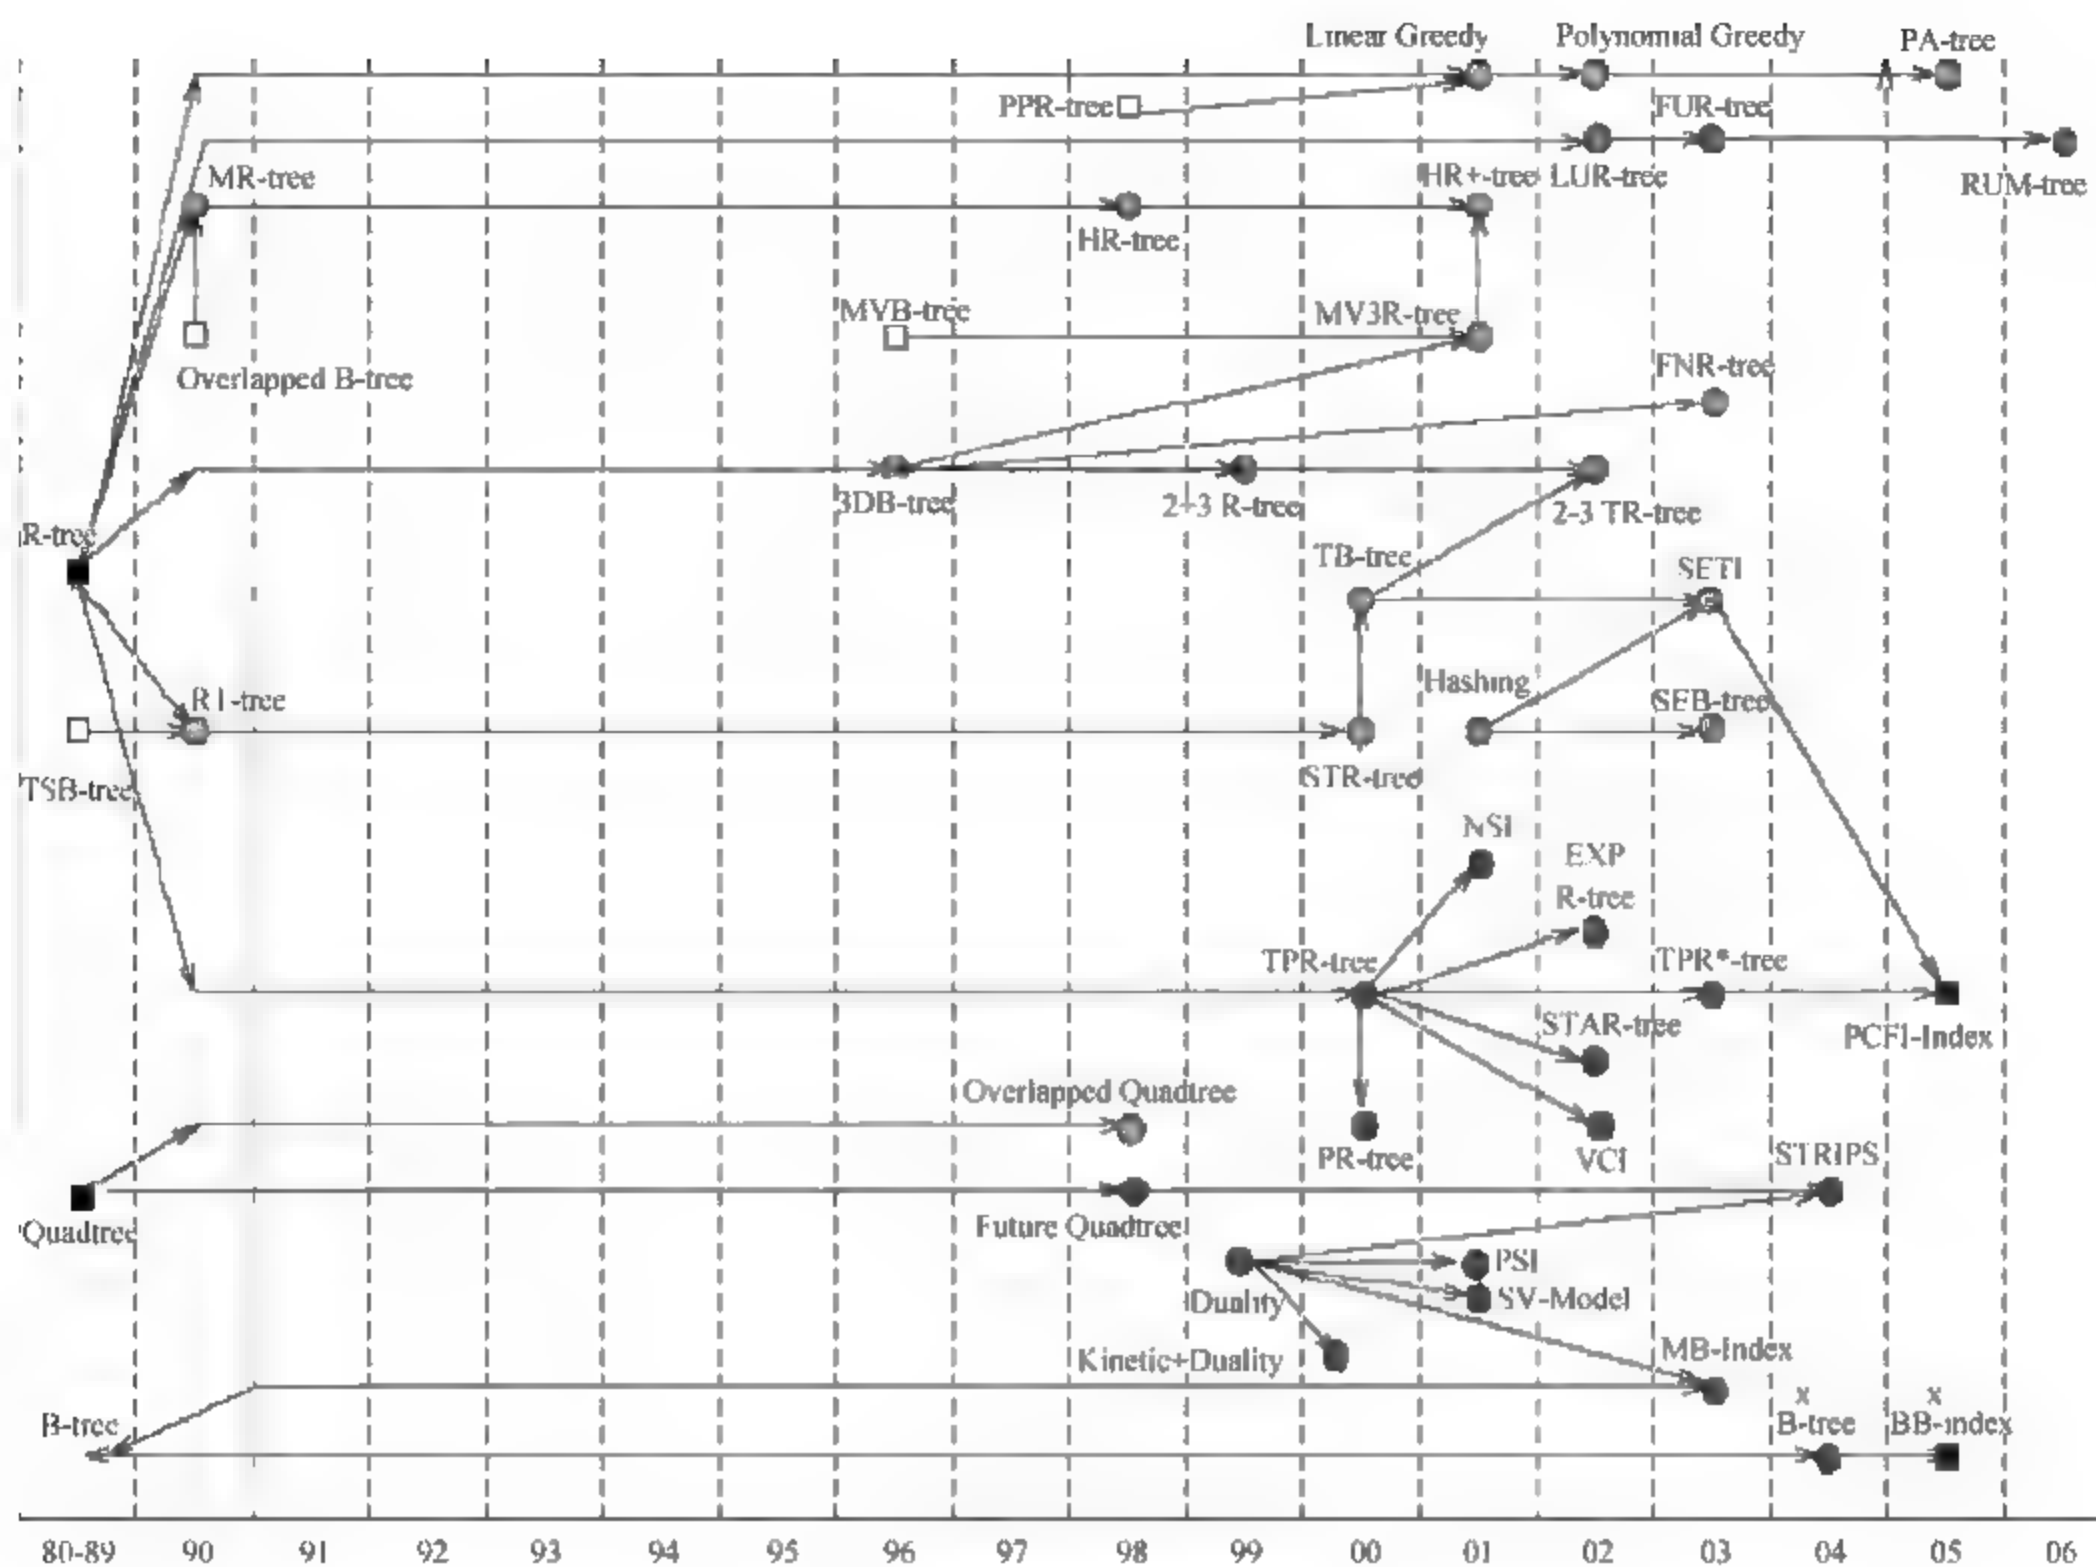 Linear Greedy
Polynomial Greedy
PA-tree
PPR-tree
FUR-tree
MR-tree
HR+-tree
LUR-tree
RUM-tree
HR-tree
MVB-tree
MV3R-tree
Overlapped B-tree
FNR-tree
3DB-tree
2+3 R-tree
2-3 TR-tree
R-tree
TB-tree
SETI
RT-tree
Hashing
SEB-tree
TSB-tree
STR-tree
NSI
EXP
R-tree
TPR-tree
TPR*-tree
STAR-tree
PCFI-Index
Overlapped Quadtree
PR-tree
VCI
STRIPS
Quadtree
Future Quadtree
PSI
Duality
SV-Model
Kinetic+Duality
MB-Index
x
x
B-tree
B-tree
BB-index
80-89 90 91 92 93 94 95 96 97 98 99 00 01 02 03 04 05 06